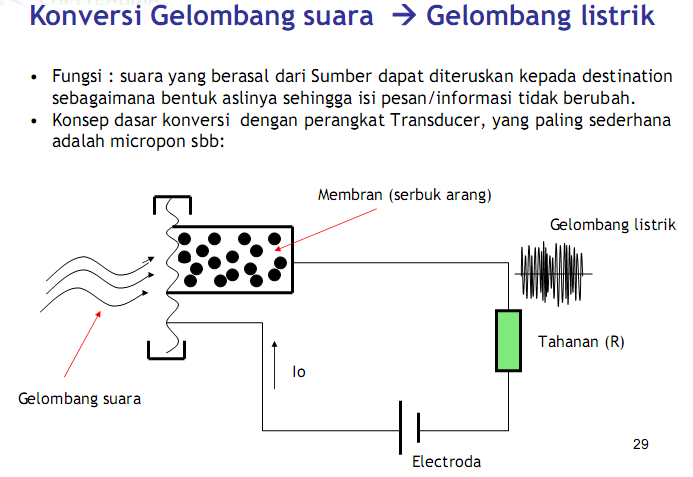 Konversi Gelombang suara → Gelombang listrik
• Fungsi : suara yang berasal dari Sumber dapat diteruskan kepada destination
sebagaimana bentuk aslinya sehingga isi pesan/informasi tidak berubah.
• Konsep dasar konversi dengan perangkat Transducer, yang paling sederhana
adalah micropon sbb:
Membran (serbuk arang)
Gelombang listrik
Tahanan (R)
Io
Gelombang suara
29
Electroda